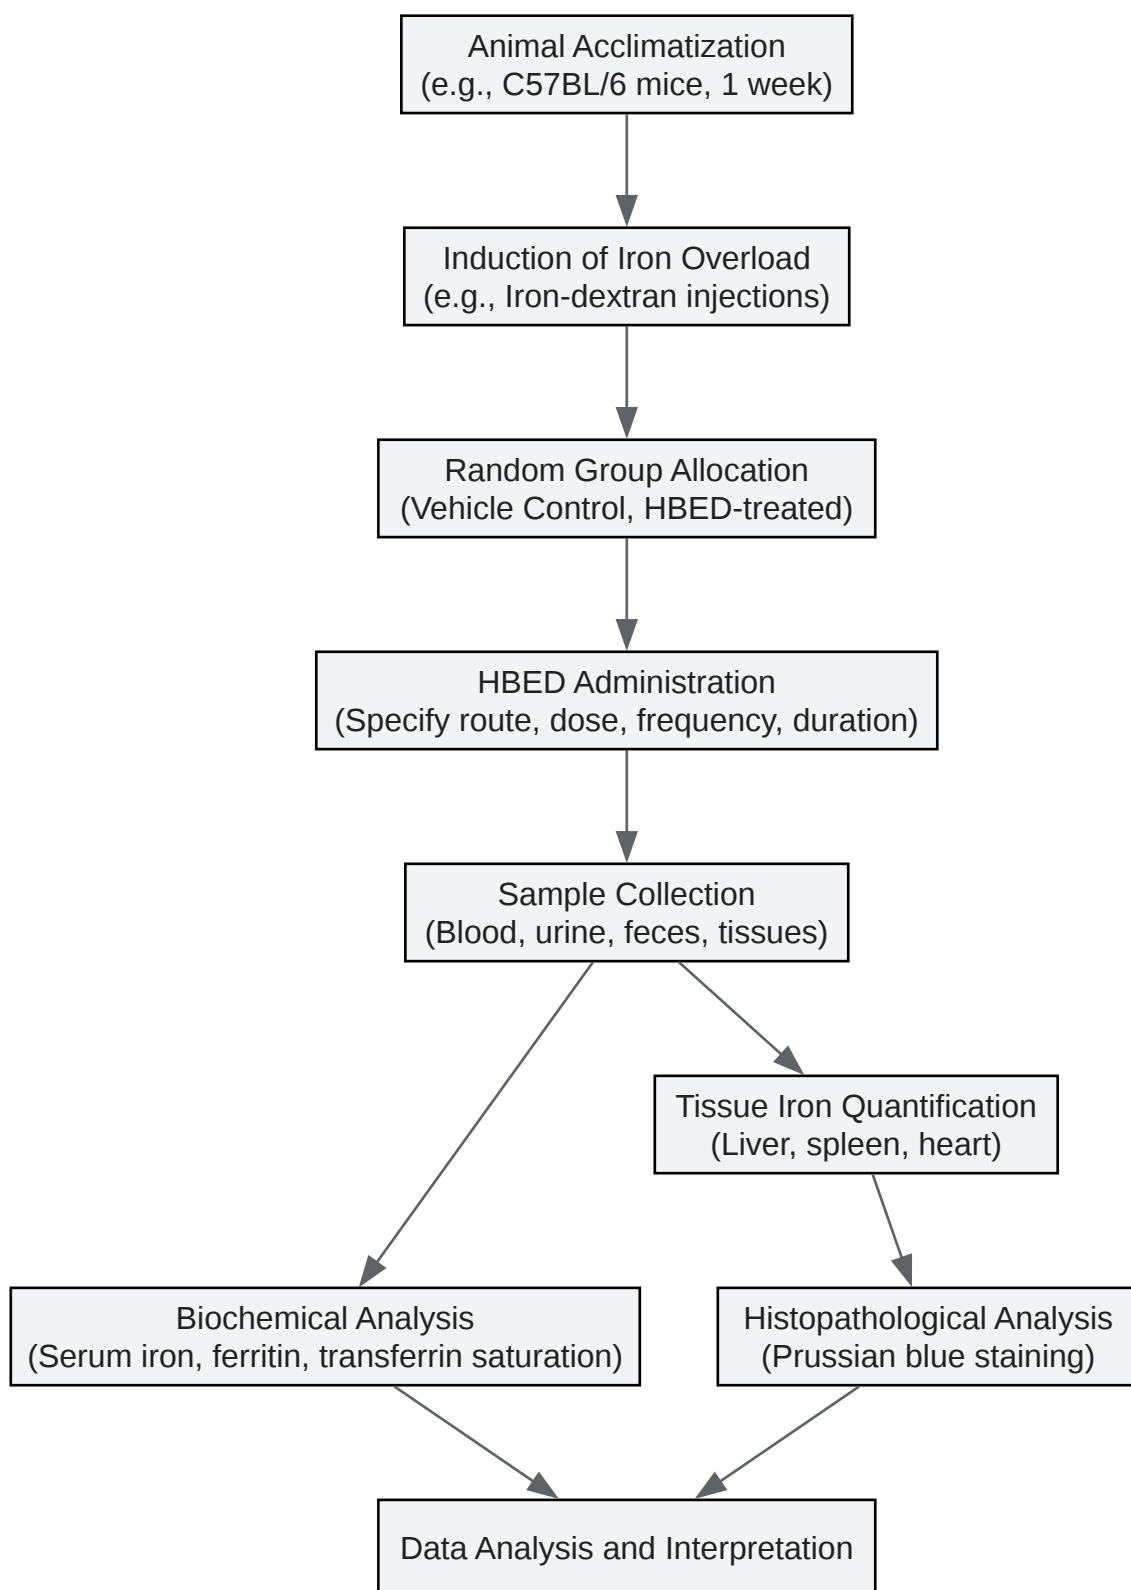 Animal Acclimatization
(e.g., C57BL/6 mice, 1 week)
Induction of Iron Overload
(e.g., Iron-dextran injections)
Random Group Allocation
(Vehicle Control, HBED-treated)
HBED Administration
(Specify route, dose, frequency, duration)
Sample Collection
(Blood, urine, feces, tissues)
Tissue Iron Quantification
(Liver, spleen, heart)
Biochemical Analysis
(Serum iron, ferritin, transferrin saturation)
Histopathological Analysis
(Prussian blue staining)
Data Analysis and Interpretation